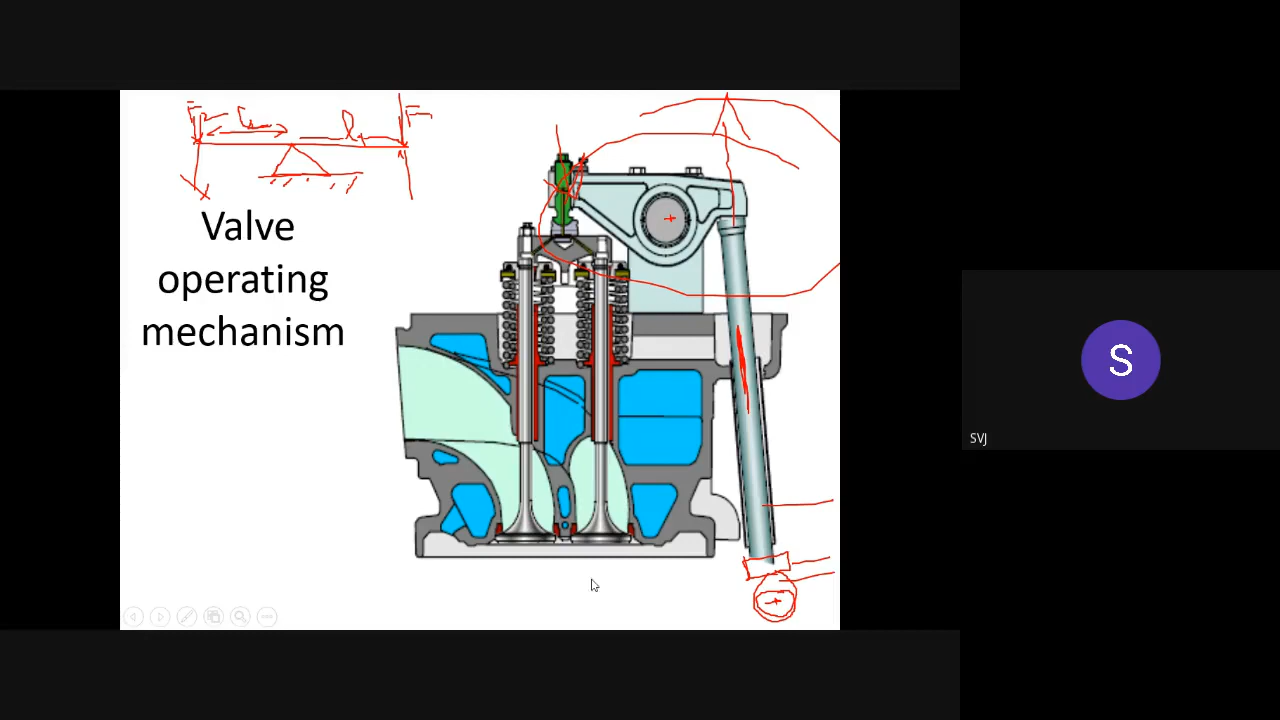 F
F
l
Valve
operating
mechanism
S
SVJ